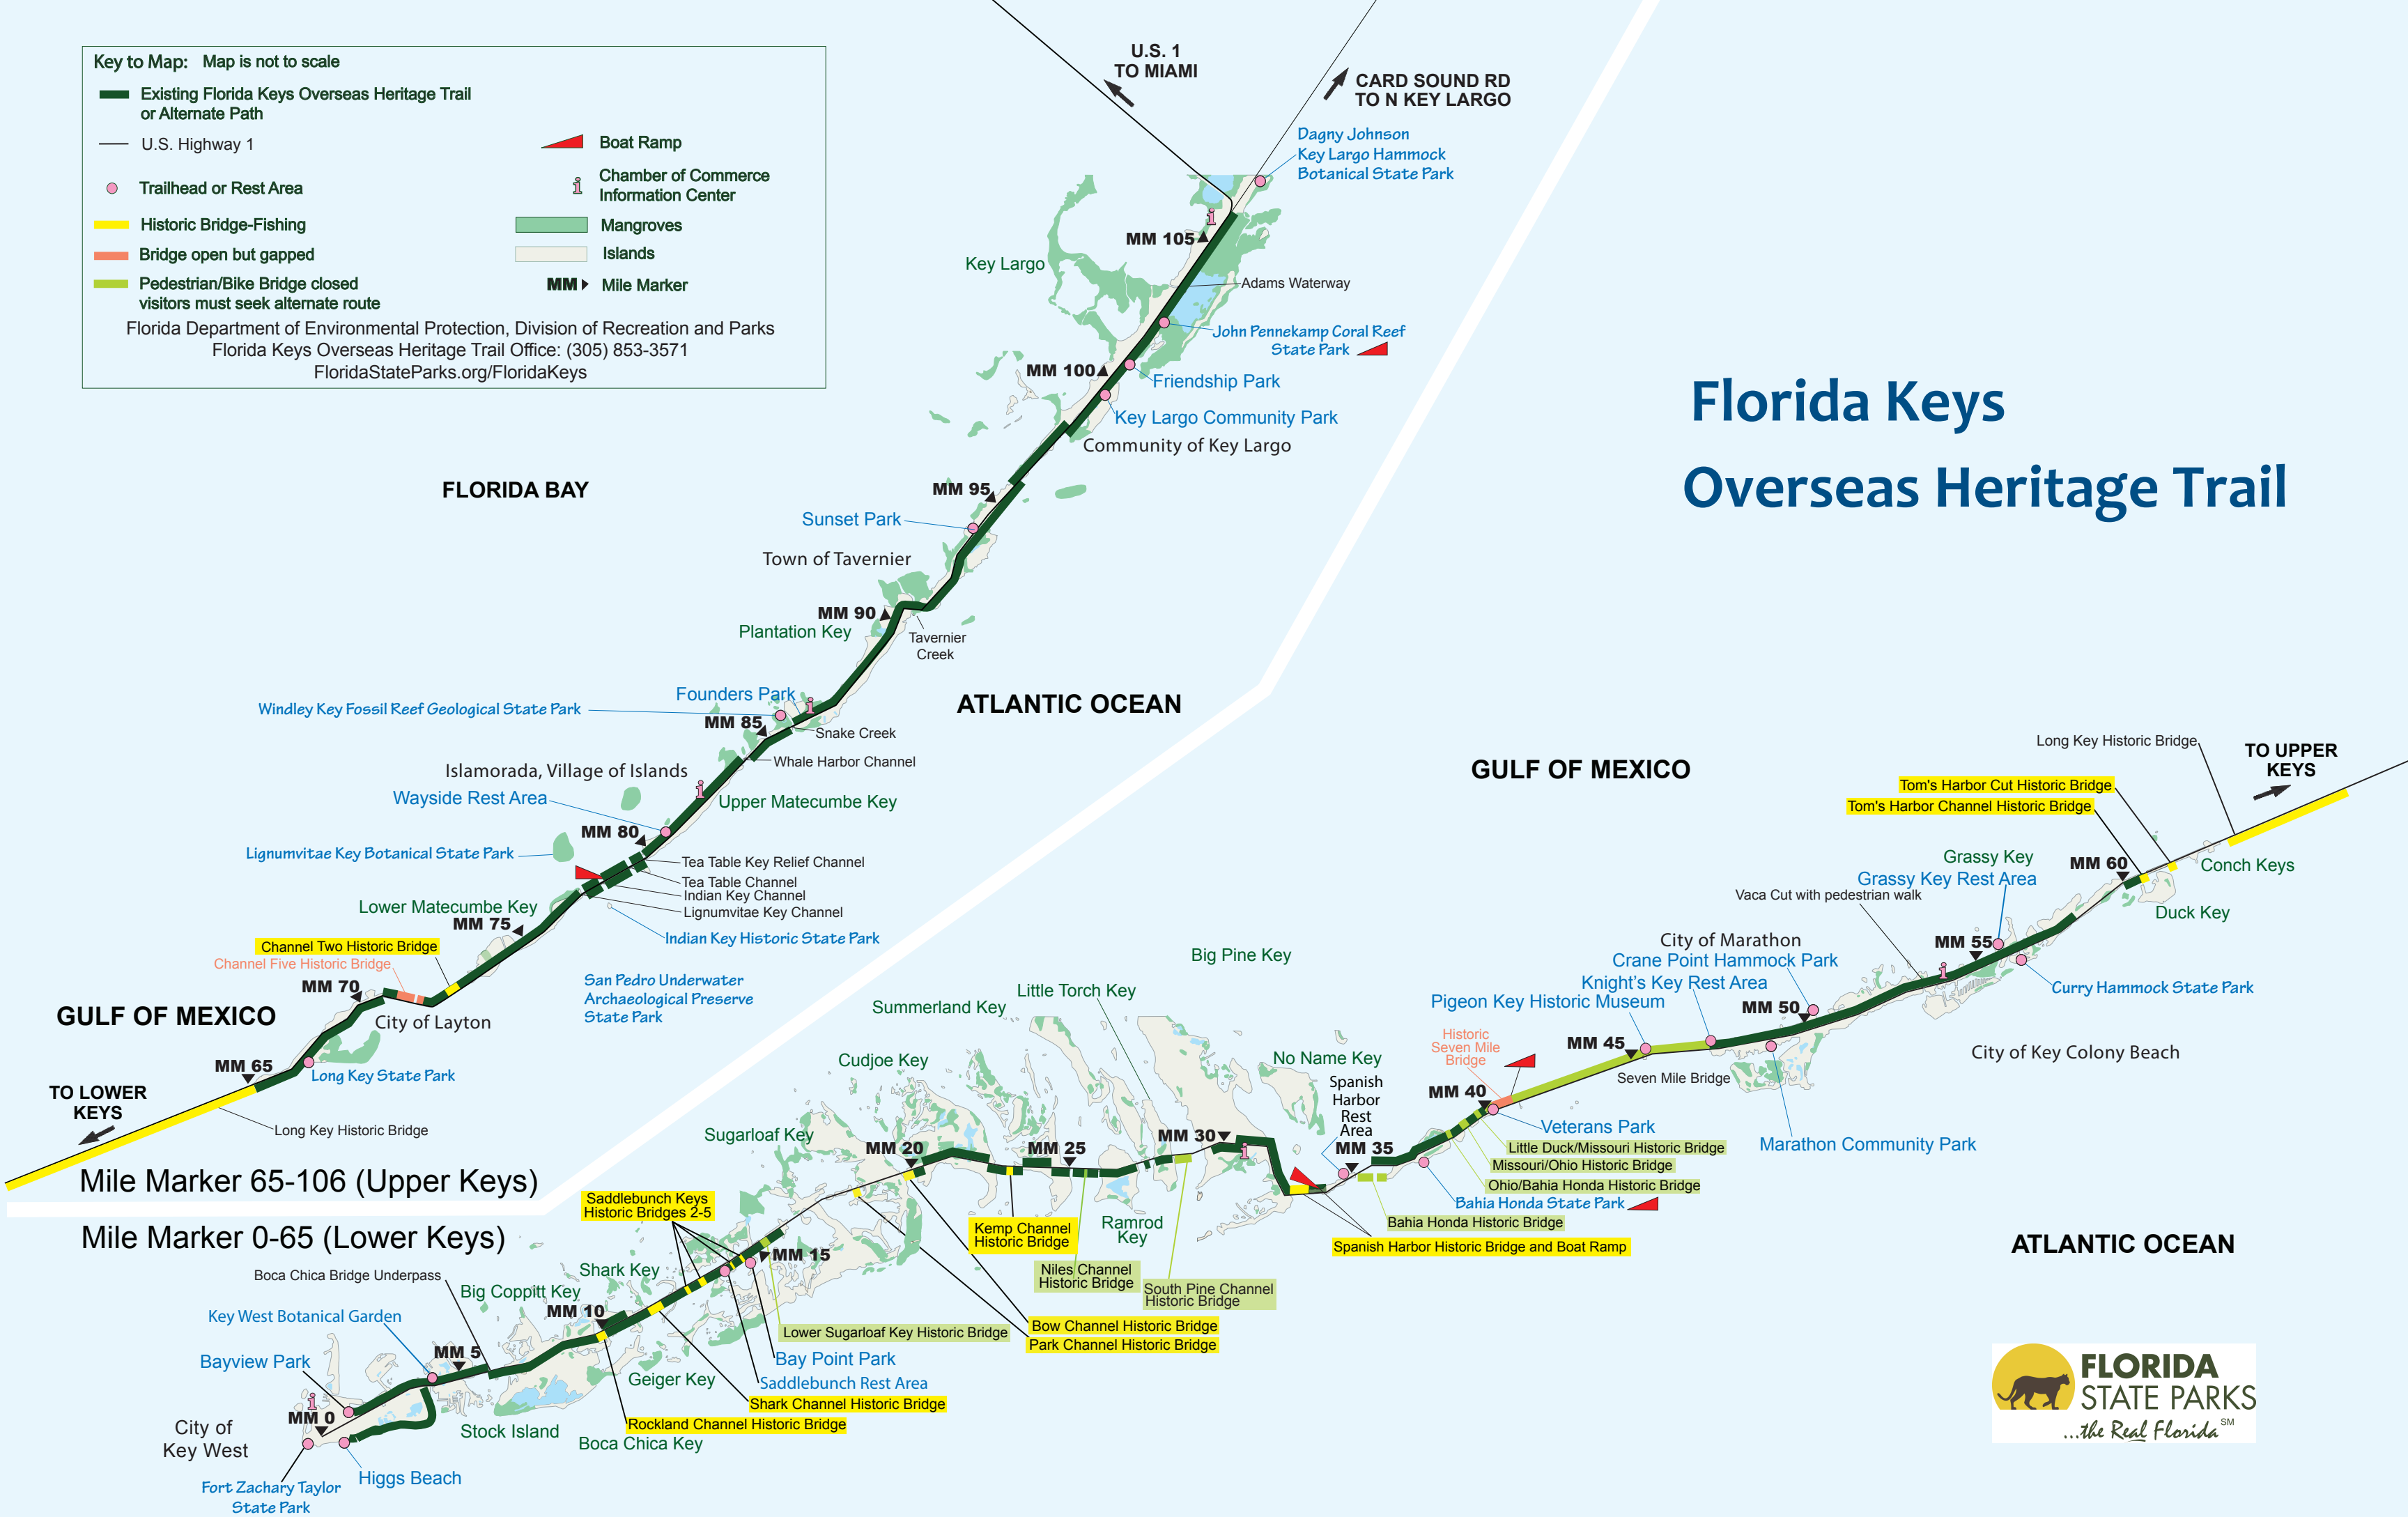 Key to Map: Map is not to scale
Existing Florida Keys Overseas Heritage Trail
or Alternate Path
U.S. Highway 1
Trailhead or Rest Area
Historic Bridge-Fishing
Bridge open but gapped
Pedestrian/Bike Bridge closed
visitors must seek alternate route
Boat Ramp
i
Chamber of Commerce
Information Center
Mangroves
Islands
MM
Mile Marker
Florida Department of Environmental Protection, Division of Recreation and Parks
Florida Keys Overseas Heritage Trail Office: (305) 853-3571
FloridaStateParks.org/FloridaKeys
U.S. 1
TO MIAMI
CARD SOUND RD
TO N KEY LARGO
Dagny Johnson
Key Largo Hammock
Botanical State Park
i
MM 105
Key Largo
Adams Waterway
John Pennekamp Coral Reef
State Park
MM 100
Friendship Park
Key Largo Community Park
Community of Key Largo
Florida Keys
Overseas Heritage Trail
FLORIDA BAY
MM 95
Sunset Park
Town of Tavernier
MM 90
Plantation Key
Tavernier
Creek
Founders Park
i
Windley Key Fossil Reef Geological State Park
MM 85
Snake Creek
ATLANTIC OCEAN
Whale Harbor Channel
Islamorada, Village of Islands
i
Wayside Rest Area
Upper Matecumbe Key
MM 80
Lignumvitae Key Botanical State Park
Tea Table Key Relief Channel
Tea Table Channel
Indian Key Channel
Lignumvitae Key Channel
Lower Matecumbe Key
MM 75
Indian Key Historic State Park
Channel Two Historic Bridge
Channel Five Historic Bridge
San Pedro Underwater
Archaeological Preserve
State Park
MM 70
GULF OF MEXICO
City of Layton
MM 65
Long Key State Park
TO LOWER
KEYS
Long Key Historic Bridge
Mile Marker 65-106 (Upper Keys)
Mile Marker 0-65 (Lower Keys)
GULF OF MEXICO
Long Key Historic Bridge
TO UPPER
KEYS
Tom's Harbor Cut Historic Bridge
Tom's Harbor Channel Historic Bridge
Grassy Key
MM 60
Conch Keys
Grassy Key Rest Area
Vaca Cut with pedestrian walk
Duck Key
City of Marathon
MM 55
i
Crane Point Hammock Park
Knight's Key Rest Area
Curry Hammock State Park
Pigeon Key Historic Museum
MM 50
Historic
Seven Mile
Bridge
MM 45
City of Key Colony Beach
Seven Mile Bridge
MM 40
Veterans Park
Marathon Community Park
Little Duck/Missouri Historic Bridge
Missouri/Ohio Historic Bridge
Ohio/Bahia Honda Historic Bridge
Bahia Honda State Park
Bahia Honda Historic Bridge
Spanish Harbor Historic Bridge and Boat Ramp
Big Pine Key
Little Torch Key
Summerland Key
No Name Key
Cudjoe Key
Spanish
Harbor
Rest
Area
MM 35
MM 30
i
MM 25
MM 20
Sugarloaf Key
Kemp Channel
Historic Bridge
Ramrod
Key
Niles Channel
Historic Bridge
South Pine Channel
Historic Bridge
Bow Channel Historic Bridge
Park Channel Historic Bridge
Saddlebunch Keys
Historic Bridges 2-5
MM 15
Lower Sugarloaf Key Historic Bridge
Bay Point Park
Saddlebunch Rest Area
Shark Channel Historic Bridge
Rockland Channel Historic Bridge
Boca Chica Bridge Underpass
Shark Key
Big Coppitt Key
MM 10
Key West Botanical Garden
Geiger Key
MM 5
Bayview Park
i
MM 0
City of
Key West
Stock Island
Boca Chica Key
Higgs Beach
Fort Zachary Taylor
State Park
ATLANTIC OCEAN
FLORIDA
STATE PARKS
...the Real Florida SM